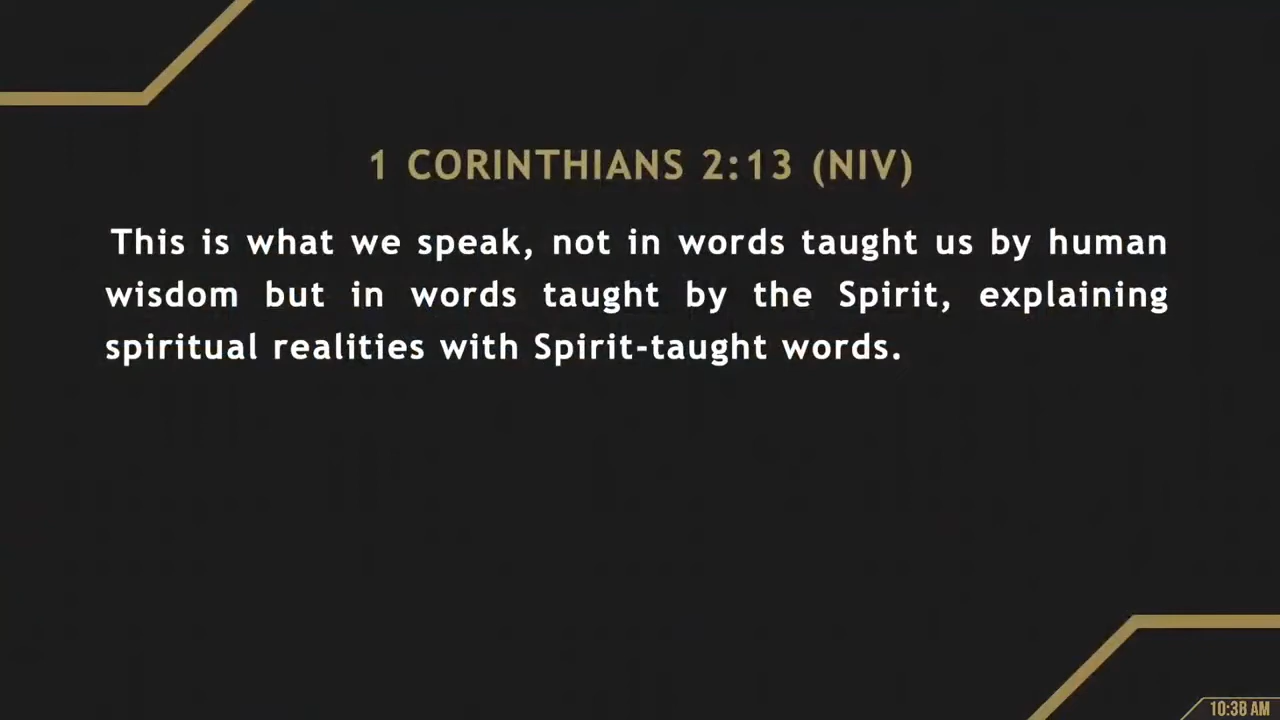 1 CORINTHIANS 2:13 (NIV)
This is what we speak, not in words taught us by human
wisdom but in words taught by the Spirit, explaining
spiritual realities with Spirit-taught words.
10:38 AM